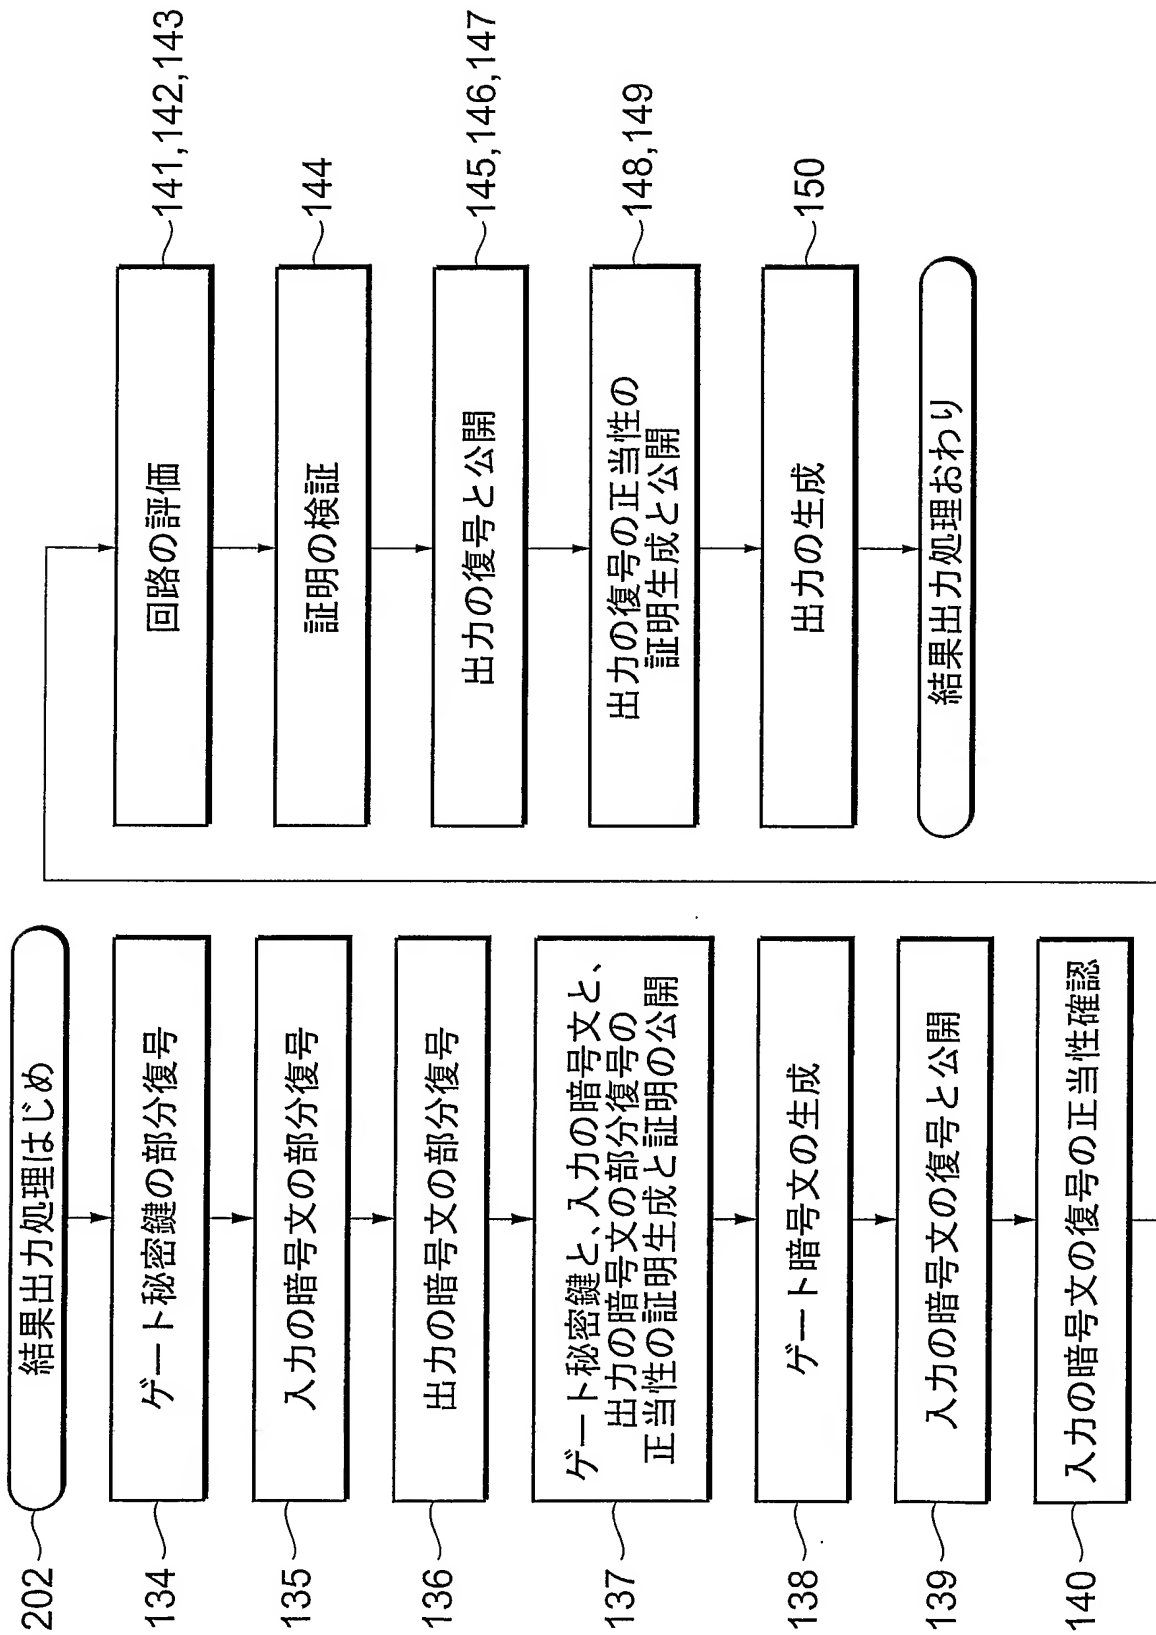 202
結果出力処理はじめ
134
ゲート秘密鍵の部分復号
135
入力の暗号文の部分復号
136
出力の暗号文の部分復号
137
ゲート秘密鍵と、入力の暗号文と、
出力の暗号文の部分復号の
正当性の証明生成と証明の公開
138
ゲート暗号文の生成
139
入力の暗号文の復号と公開
140
入力の暗号文の復号の正当性確認
回路の評価
141,142,143
証明の検証
144
出力の復号と公開
145,146,147
出力の復号の正当性の
証明生成と公開
148,149
出力の生成
150
結果出力処理おわり